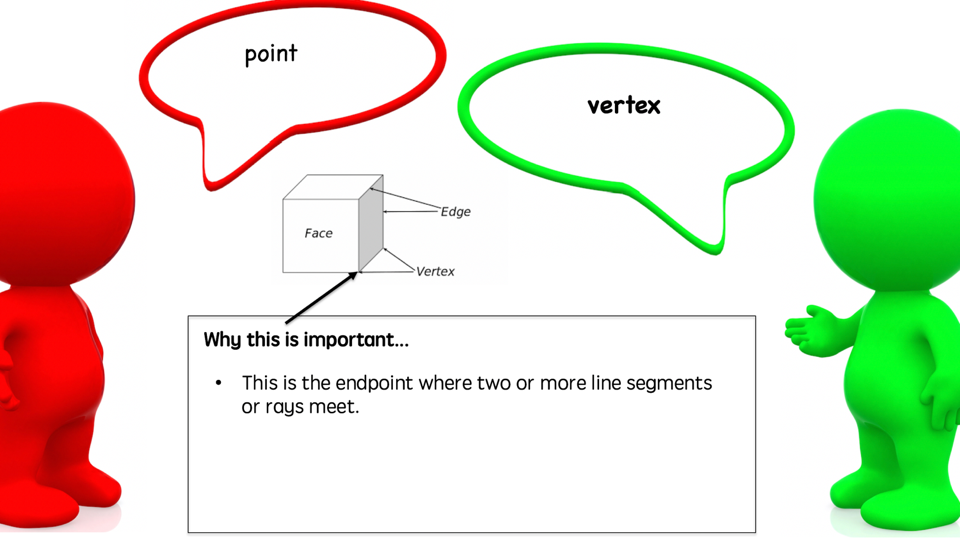 point
vertex
Edge
Face
Vertex
Why this is important...
• This is the endpoint where two or more line segments
or rays meet.